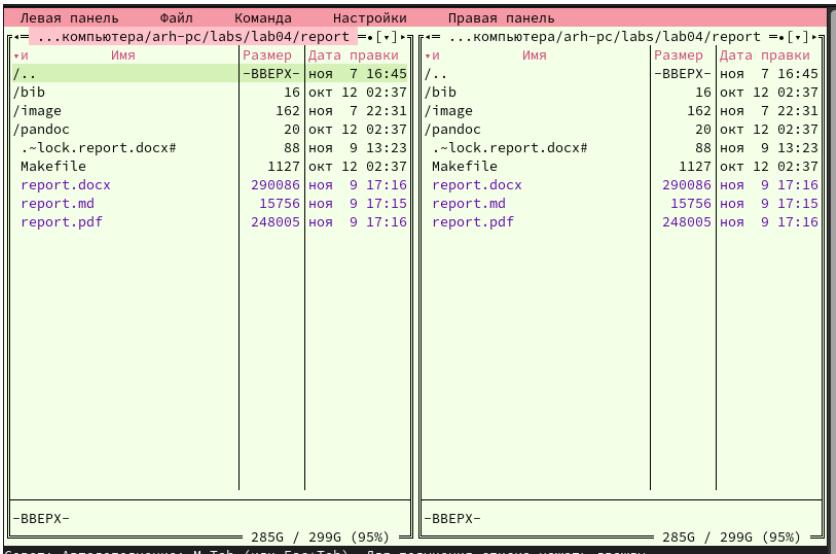 Левая панель Файл Команда Настройки Правая панель
...компьютера/arh-pc/labs/lab04/report =•[▾]▸ ◂= ...компьютера/arh-pc/labs/lab04/report =•[▾]▸
▾и Имя Размер Дата правки ▾и Имя Размер Дата правки
/.. -ВВЕРХ- ноя 7 16:45 /.. -ВВЕРХ- ноя 7 16:45
/bib 16 окт 12 02:37 /bib 16 окт 12 02:37
/image 162 ноя 7 22:31 /image 162 ноя 7 22:31
/pandoc 20 окт 12 02:37 /pandoc 20 окт 12 02:37
.~lock.report.docx# 88 ноя 9 13:23 .~lock.report.docx# 88 ноя 9 13:23
Makefile 1127 окт 12 02:37 Makefile 1127 окт 12 02:37
report.docx 290086 ноя 9 17:16 report.docx 290086 ноя 9 17:16
report.md 15756 ноя 9 17:15 report.md 15756 ноя 9 17:15
report.pdf 248005 ноя 9 17:16 report.pdf 248005 ноя 9 17:16
-ВВЕРХ- -ВВЕРХ-
285G / 299G (95%) 285G / 299G (95%)